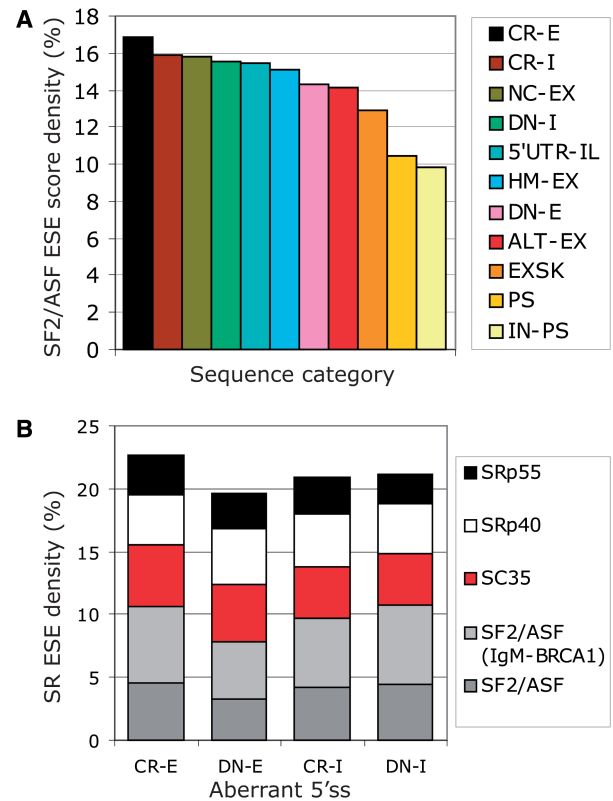 A
SF2/ASF ESE score density (%)
18
16
14
12
10
8
6
4
2
0
Sequence category
CR-E
CR-I
NC-EX
DN-I
5'UTR-IL
HM-EX
DN-E
ALT-EX
EXSK
PS
IN-PS
B
SR ESE density (%)
25
20
15
10
5
0
CR-E DN-E CR-I DN-I
Aberrant 5'ss
SRp55
SRp40
SC35
SF2/ASF
(IgM-BRCA1)
SF2/ASF